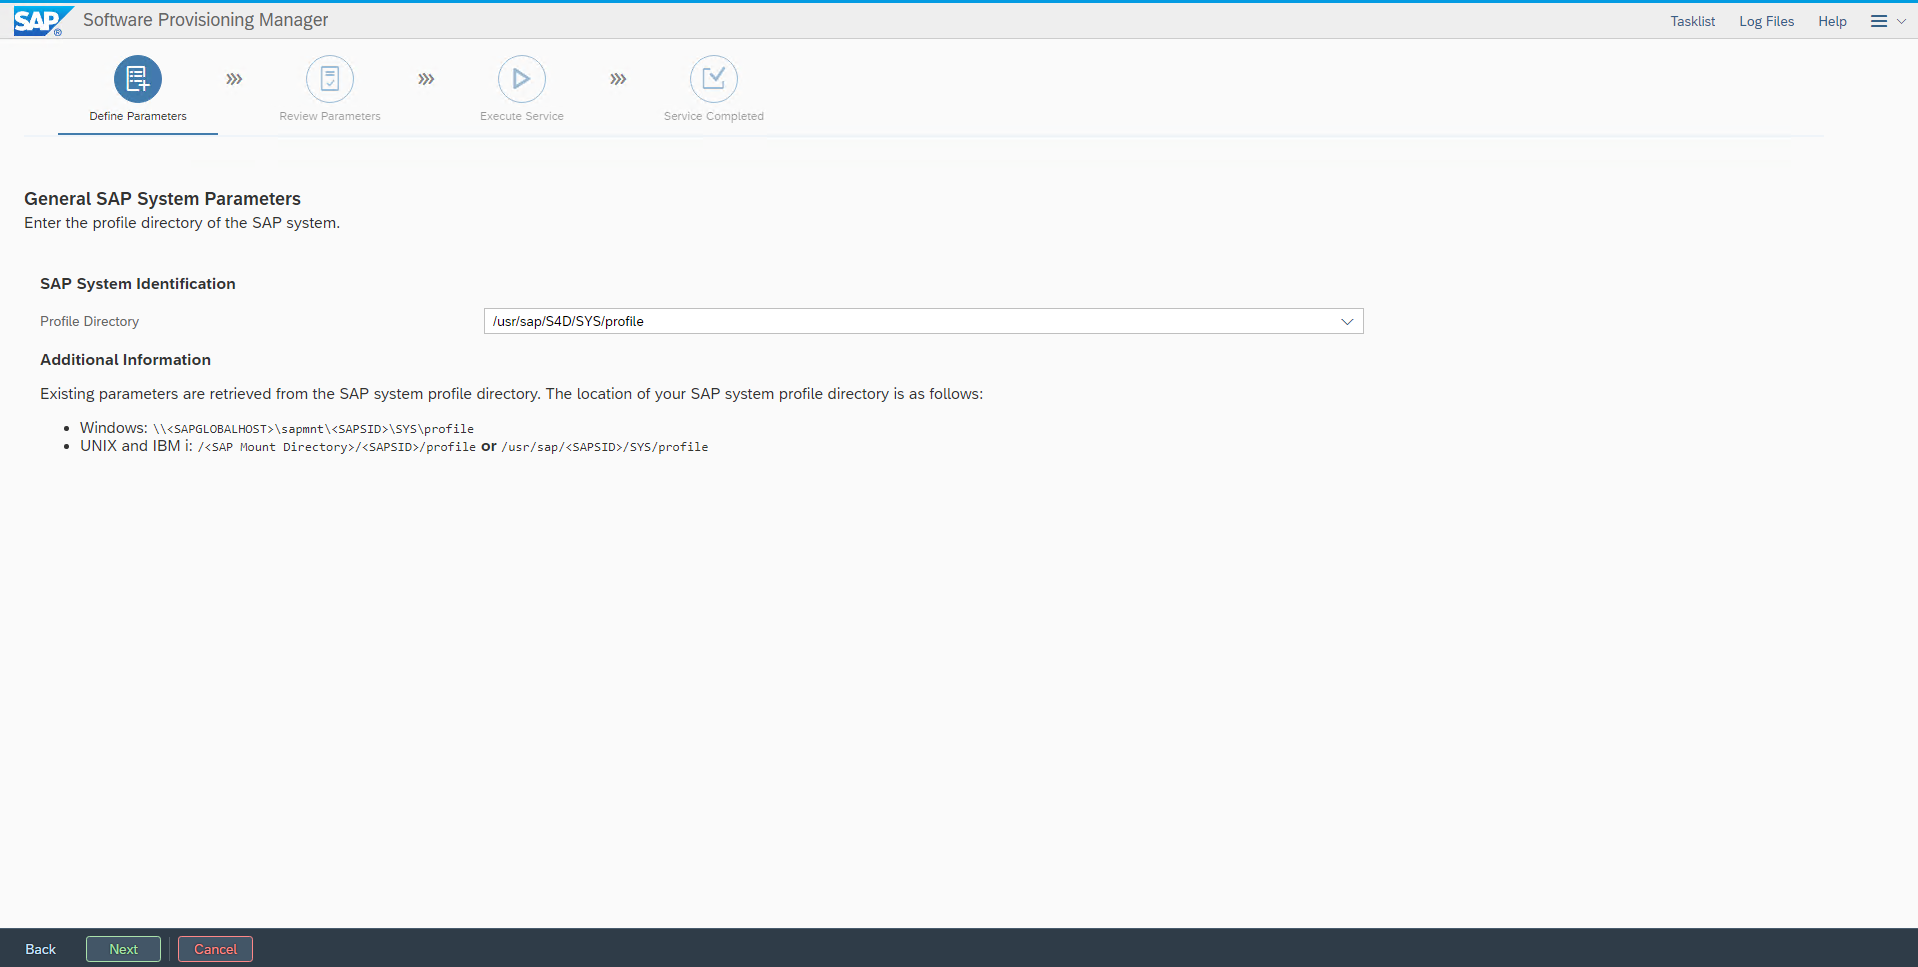 SAP® Software Provisioning Manager
Tasklist Log Files Help
Define Parameters
Review Parameters
Execute Service
Service Completed
General SAP System Parameters
Enter the profile directory of the SAP system.
SAP System Identification
Profile Directory /usr/sap/S4D/SYS/profile
Additional Information
Existing parameters are retrieved from the SAP system profile directory. The location of your SAP system profile directory is as follows:
• Windows: \\<SAPGLOBALHOST>\sapmnt\<SAPSID>\SYS\profile
• UNIX and IBM i: /<SAP Mount Directory>/<SAPSID>/profile or /usr/sap/<SAPSID>/SYS/profile
Back Next Cancel